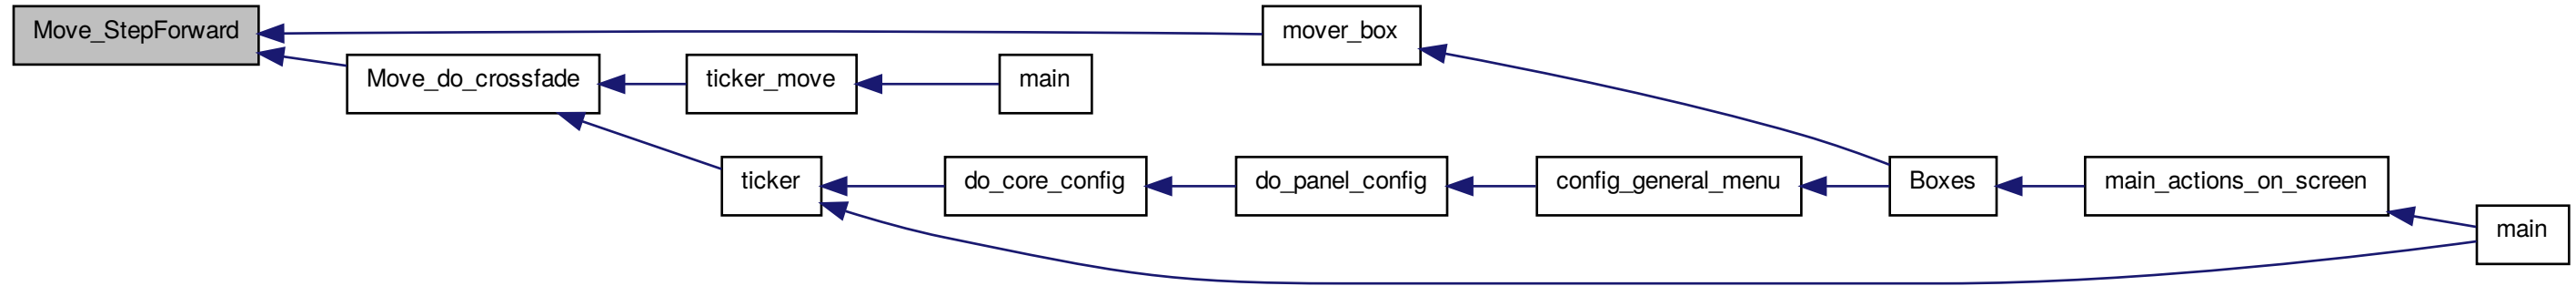 Move_StepForward
mover_box
Move_do_crossfade
ticker_move
main
ticker
do_core_config
do_panel_config
config_general_menu
Boxes
main_actions_on_screen
main